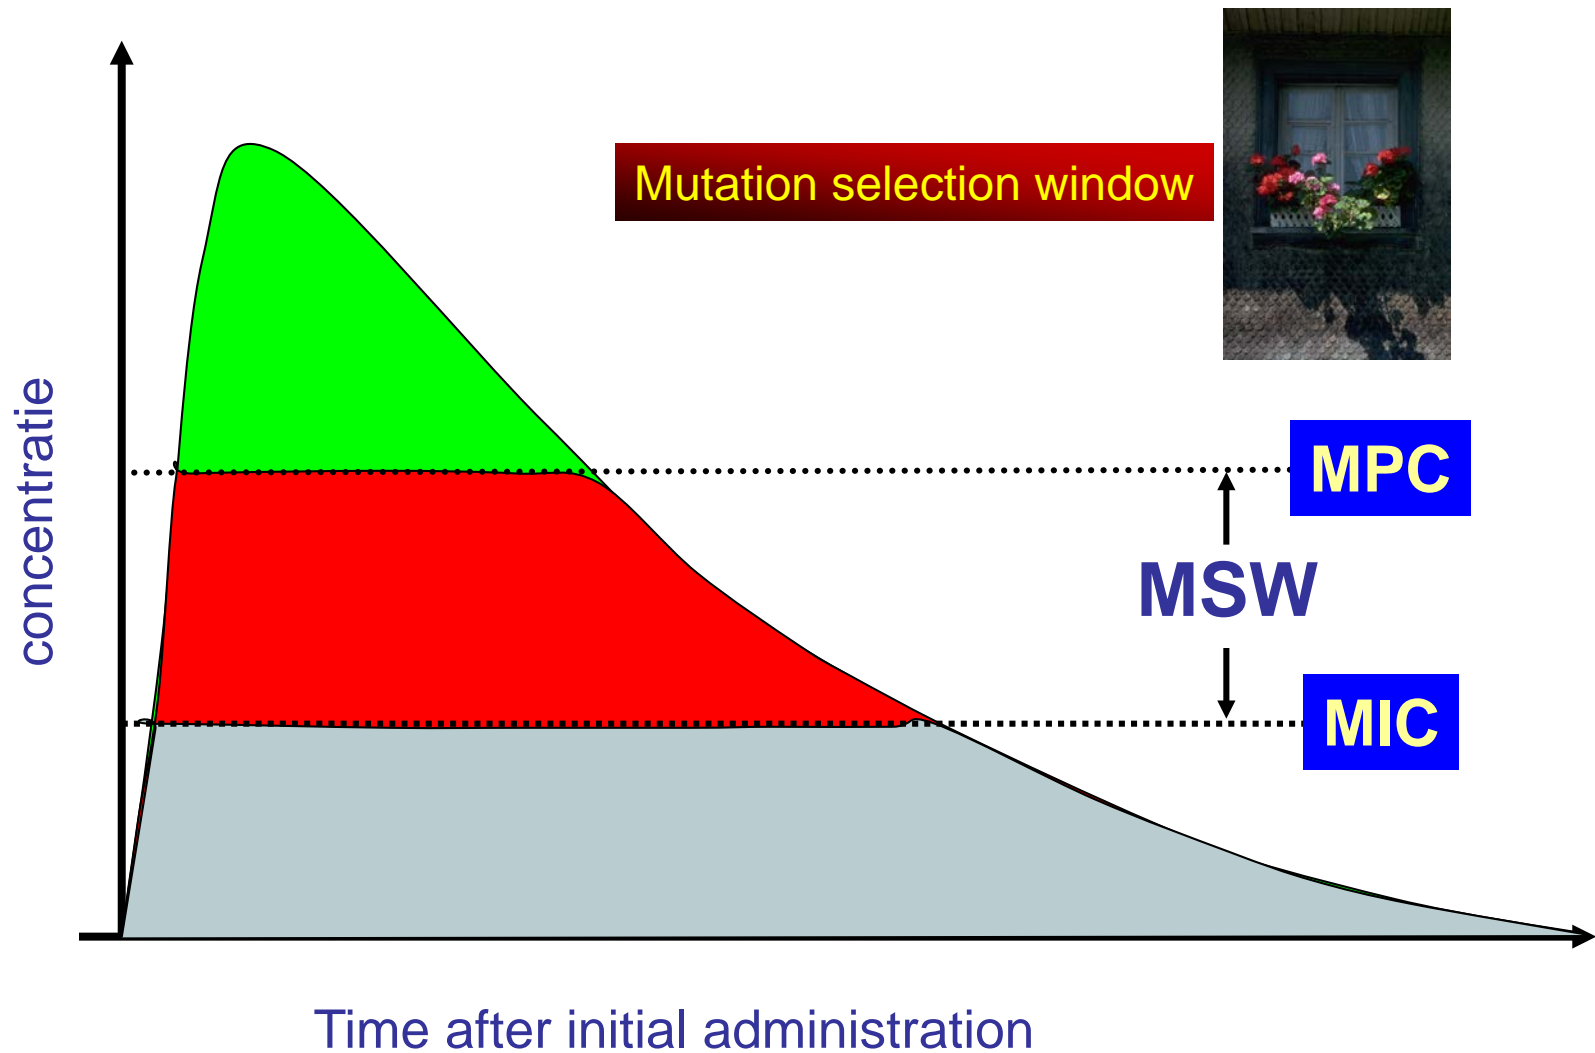 Mutation selection window
concentratie
MPC
MSW
MIC
Time after initial administration